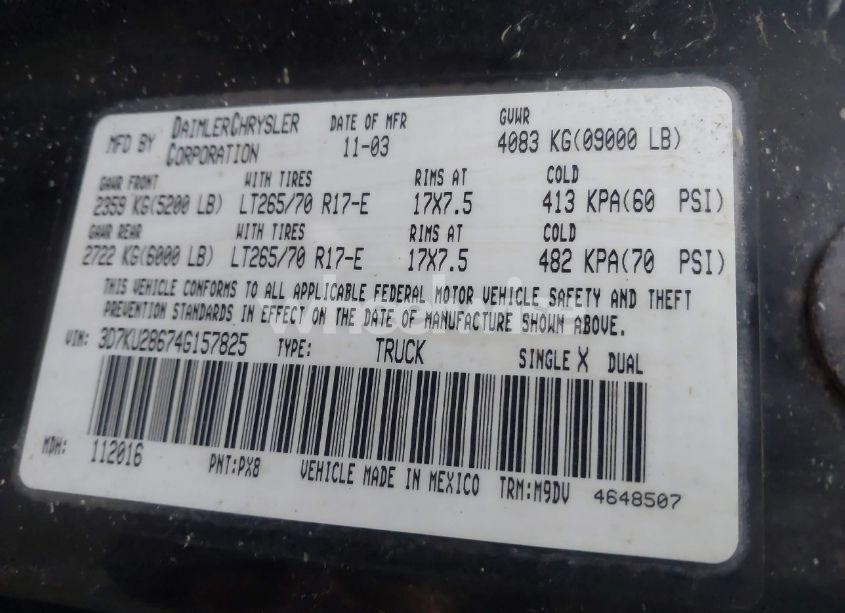 MFD BY DAIMLERCHRYSLER CORPORATION DATE OF MFR 11-03 GVWR 4083 KG(09000 LB)
GAWR FRONT WITH TIRES RIMS AT COLD
2359 KG(5200 LB) LT265/70 R17-E 17X7.5 413 KPA(60 PSI)
GAWR REAR WITH TIRES RIMS AT COLD
2722 KG(6000 LB) LT265/70 R17-E 17X7.5 482 KPA(70 PSI)
THIS VEHICLE CONFORMS TO ALL APPLICABLE FEDERAL MOTOR VEHICLE SAFETY AND THEFT
PREVENTION STANDARDS IN EFFECT ON THE DATE OF MANUFACTURE SHOWN ABOVE.
VIN: 3D7KU28674G157825 TYPE: TRUCK SINGLE X DUAL
MDH: 112016 PNT:PX8 VEHICLE MADE IN MEXICO TRM:M9DV 4648507